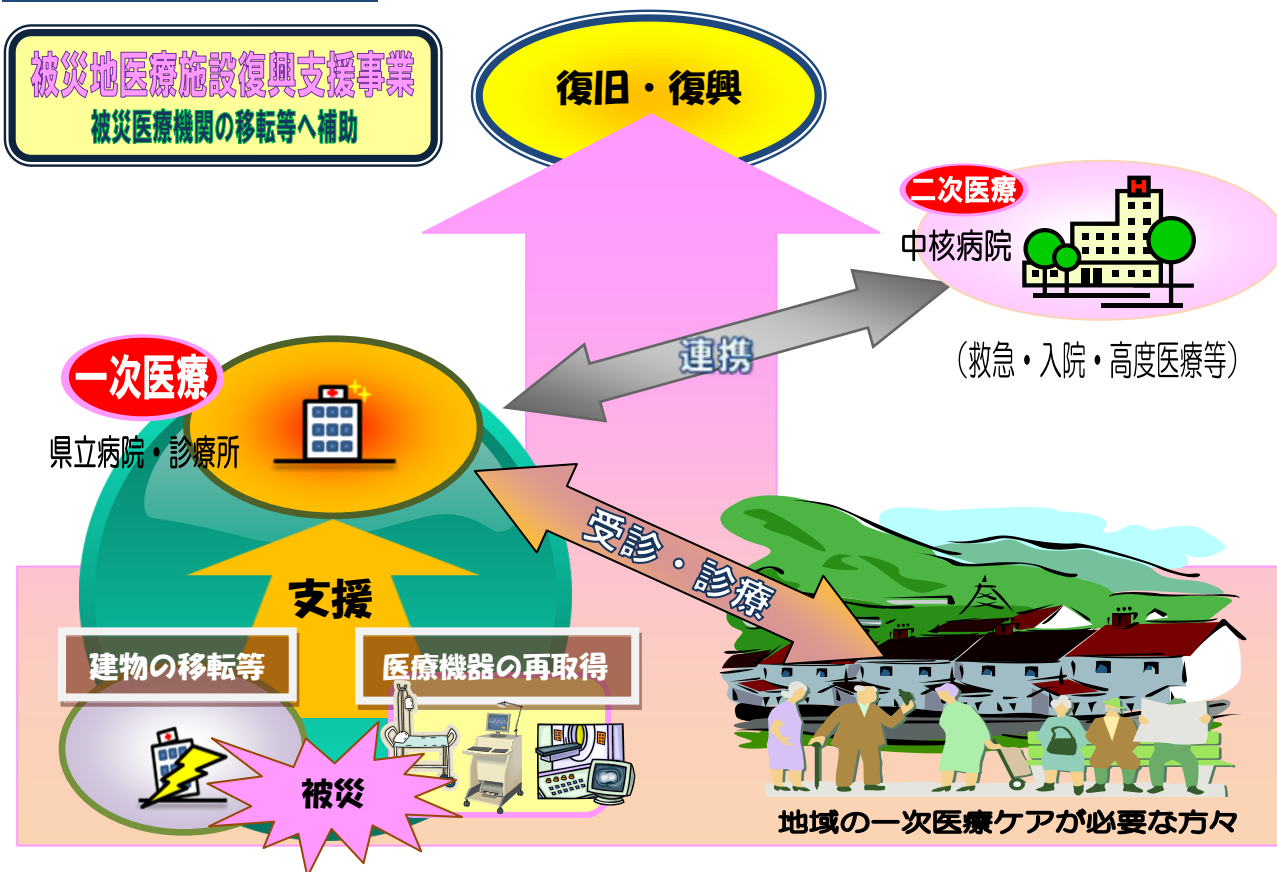 被災地医療施設復興支援事業
被災医療機関の移転等へ補助
復旧・復興
二次医療
中核病院
H
(救急・入院・高度医療等)
連携
一次医療
県立病院・診療所
受診・診療
支援
建物の移転等
医療機器の再取得
被災
地域の一次医療ケアが必要な方々